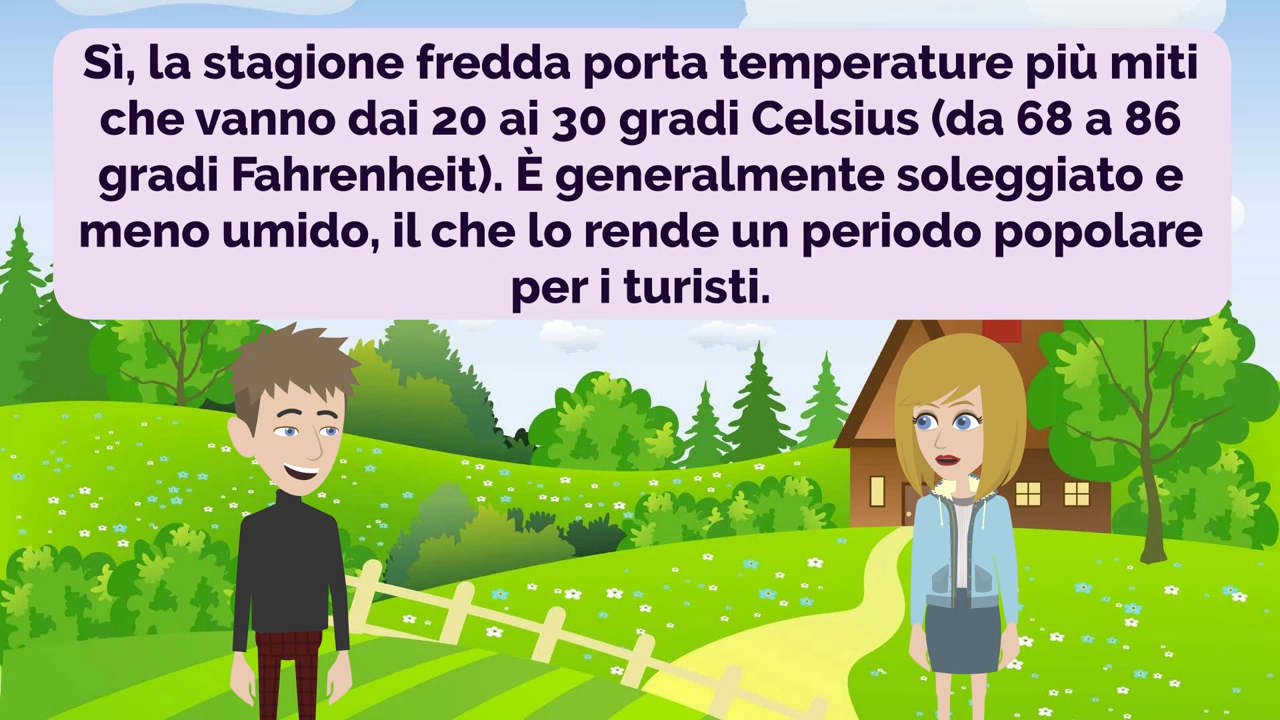 Sì, la stagione fredda porta temperature più miti
che vanno dai 20 ai 30 gradi Celsius (da 68 a 86
gradi Fahrenheit). È generalmente soleggiato e
meno umido, il che lo rende un periodo popolare
per i turisti.